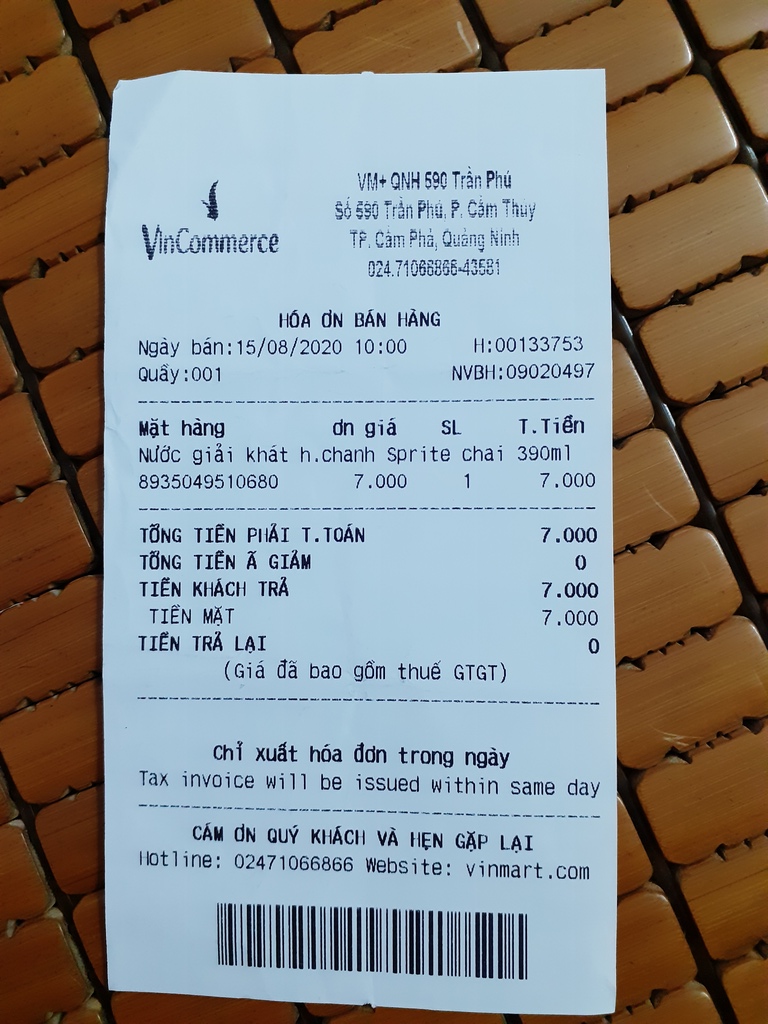 VinCommerce
VM+ QNH 590 Trần Phú
Số 590 Trần Phú, P. Cẩm Thủy
TP. Cẩm Phả, Quảng Ninh
024.71066866-43581
HÓA ƠN BÁN HÀNG
Ngày bán:15/08/2020 10:00 H:00133753
Quầy:001 NVBH:09020497
Mặt hàng ơn giá SL T.Tiền
Nước giải khát h.chanh Sprite chai 390ml
8935049510680 7.000 1 7.000
TỔNG TIỀN PHẢI T.TOÁN 7.000
TỔNG TIỀN Ã GIẢM 0
TIỀN KHÁCH TRẢ 7.000
TIỀN MẶT 7.000
TIỀN TRẢ LẠI 0
(Giá đã bao gồm thuế GTGT)
Chỉ xuất hóa đơn trong ngày
Tax invoice will be issued within same day
CẢM ƠN QUÝ KHÁCH VÀ HẸN GẶP LẠI
Hotline: 02471066866 Website: vinmart.com